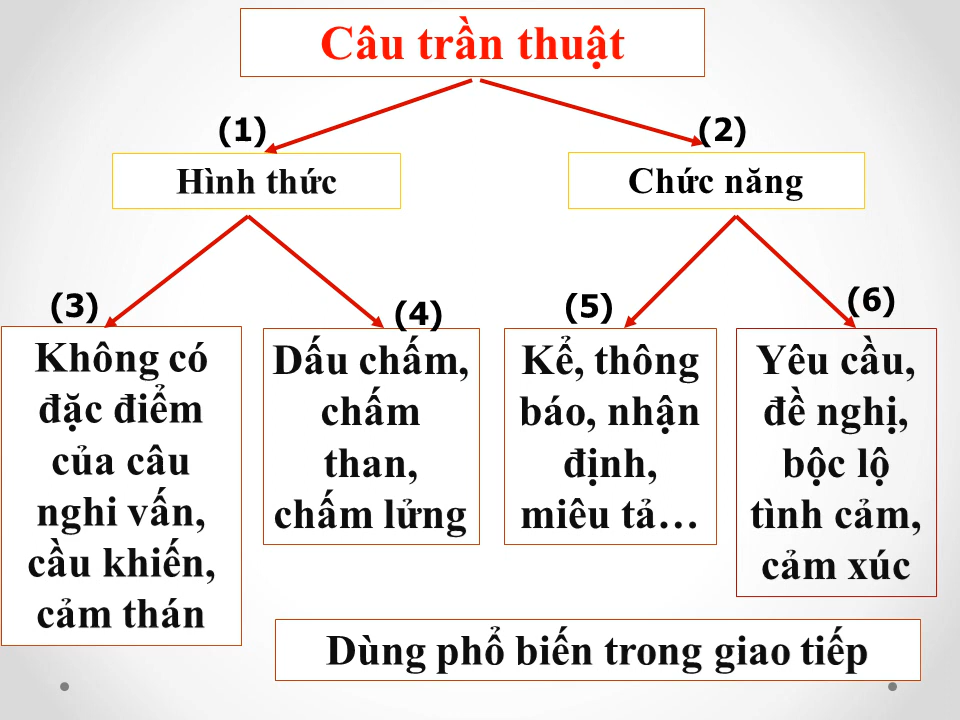 Câu trần thuật
(1)
(2)
Hình thức
Chức năng
(3)
(4)
(5)
(6)
Không có
đặc điểm
của câu
nghi vấn,
cầu khiến,
cảm thán
Dấu chấm,
chấm
than,
chấm lửng
Kể, thông
báo, nhận
định,
miêu tả…
Yêu cầu,
đề nghị,
bộc lộ
tình cảm,
cảm xúc
Dùng phổ biến trong giao tiếp